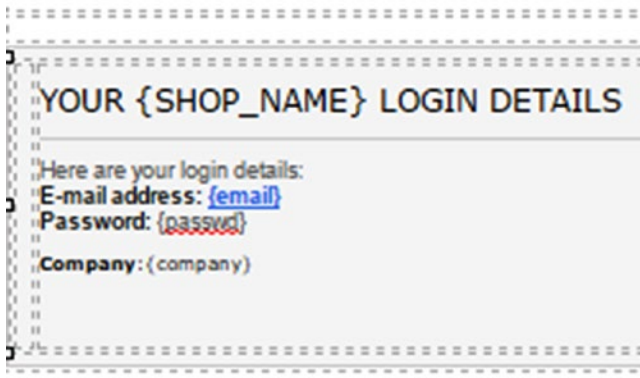 YOUR {SHOP_NAME} LOGIN DETAILS
Here are your login details:
E-mail address: {email}
Password: {passwd}
Company:{company}